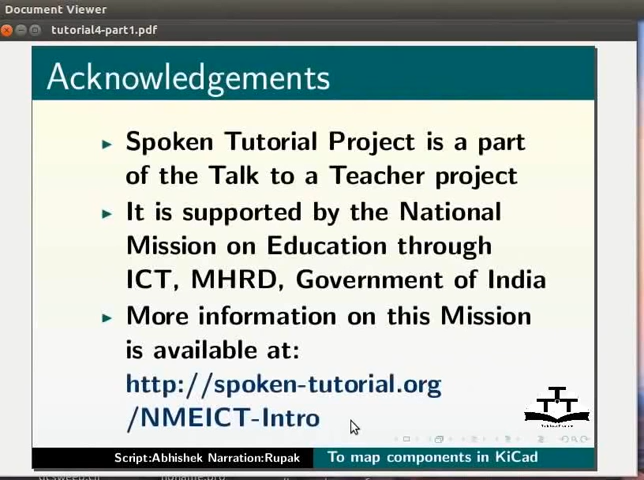 Document Viewer
tutorial4-part1.pdf
Acknowledgements
Spoken Tutorial Project is a part
of the Talk to a Teacher project
It is supported by the National
Mission on Education through
ICT, MHRD, Government of India
More information on this Mission
is available at:
http://spoken-tutorial.org
/NMEICT-Intro
Script:Abhishek Narration:Rupak
To map components in KiCad